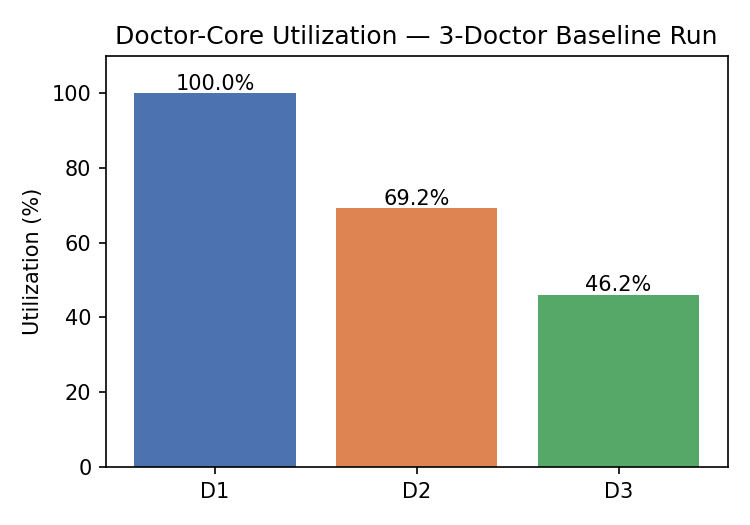 Doctor-Core Utilization — 3-Doctor Baseline Run
Utilization (%)
100
80
60
40
20
0
100.0%
69.2%
46.2%
D1
D2
D3